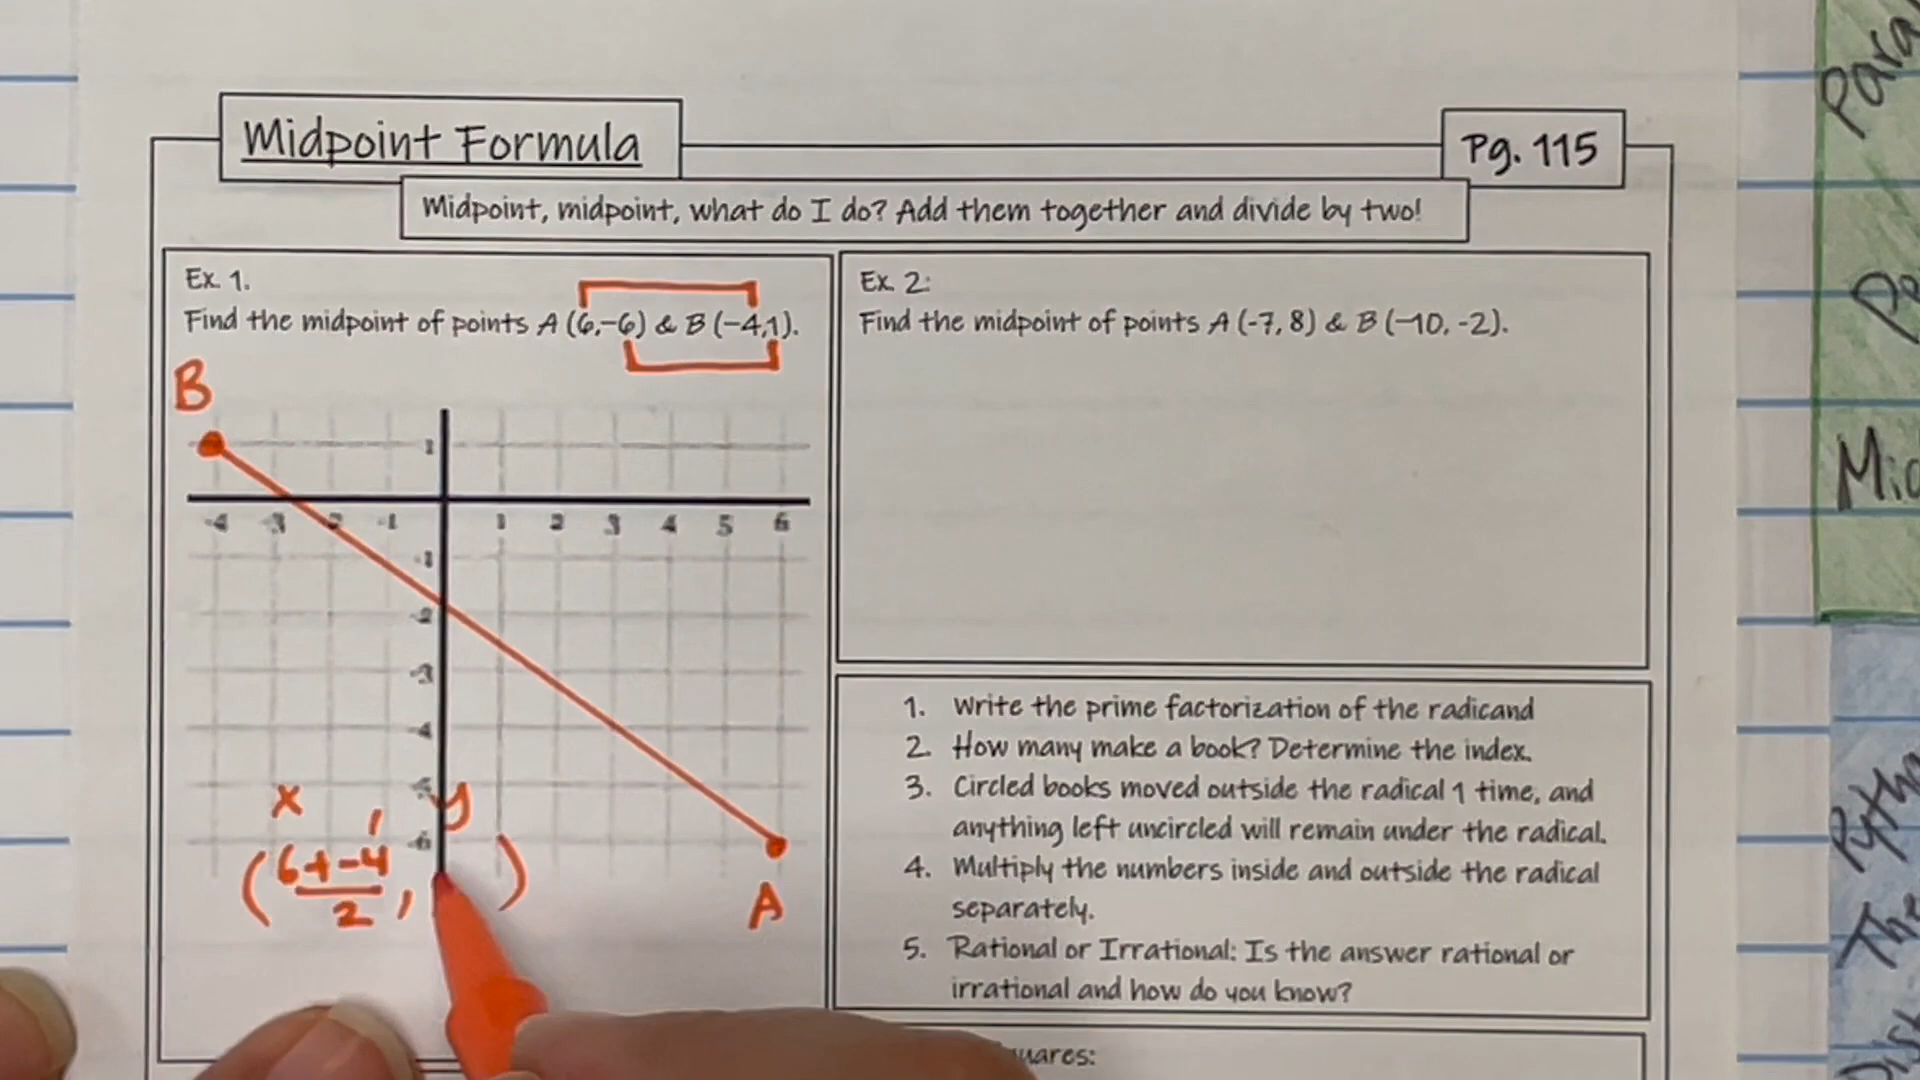 Midpoint Formula
Pg. 115
Midpoint, midpoint, what do I do? Add them together and divide by two!
Ex. 1.
Find the midpoint of points A (6,-6) & B (-4,1).
B
1
-4 -3 -2 -1 1 2 3 4 5 6
-1
-2
-3
-4
-5
-6
x , y
(6+-4
2 , )
A
Ex. 2:
Find the midpoint of points A (-7, 8) & B (-10, -2).
1. Write the prime factorization of the radicand
2. How many make a book? Determine the index.
3. Circled books moved outside the radical 1 time, and
anything left uncircled will remain under the radical.
4. Multiply the numbers inside and outside the radical
separately.
5. Rational or Irrational: Is the answer rational or
irrational and how do you know?